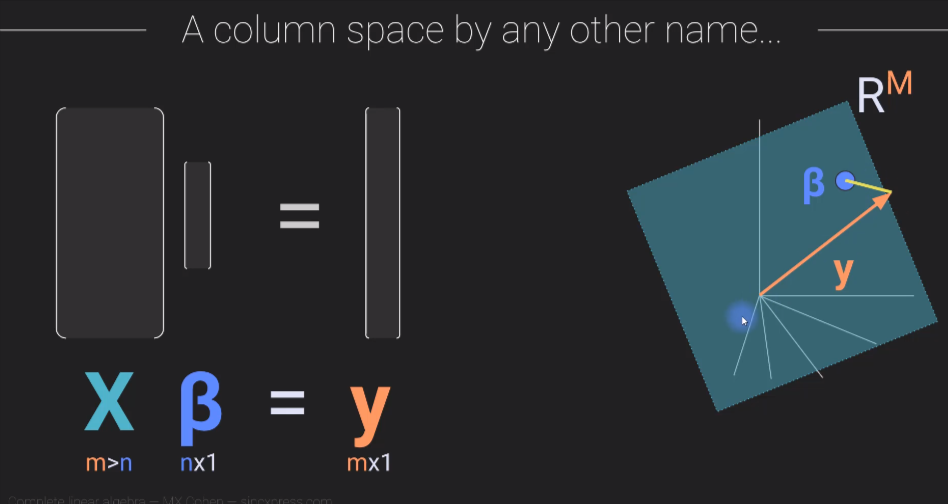 A column space by any other name...
R^M
β
y
=
X β = y
m>n nx1 mx1
Complete linear algebra — MX Cohen — sincxpress.com